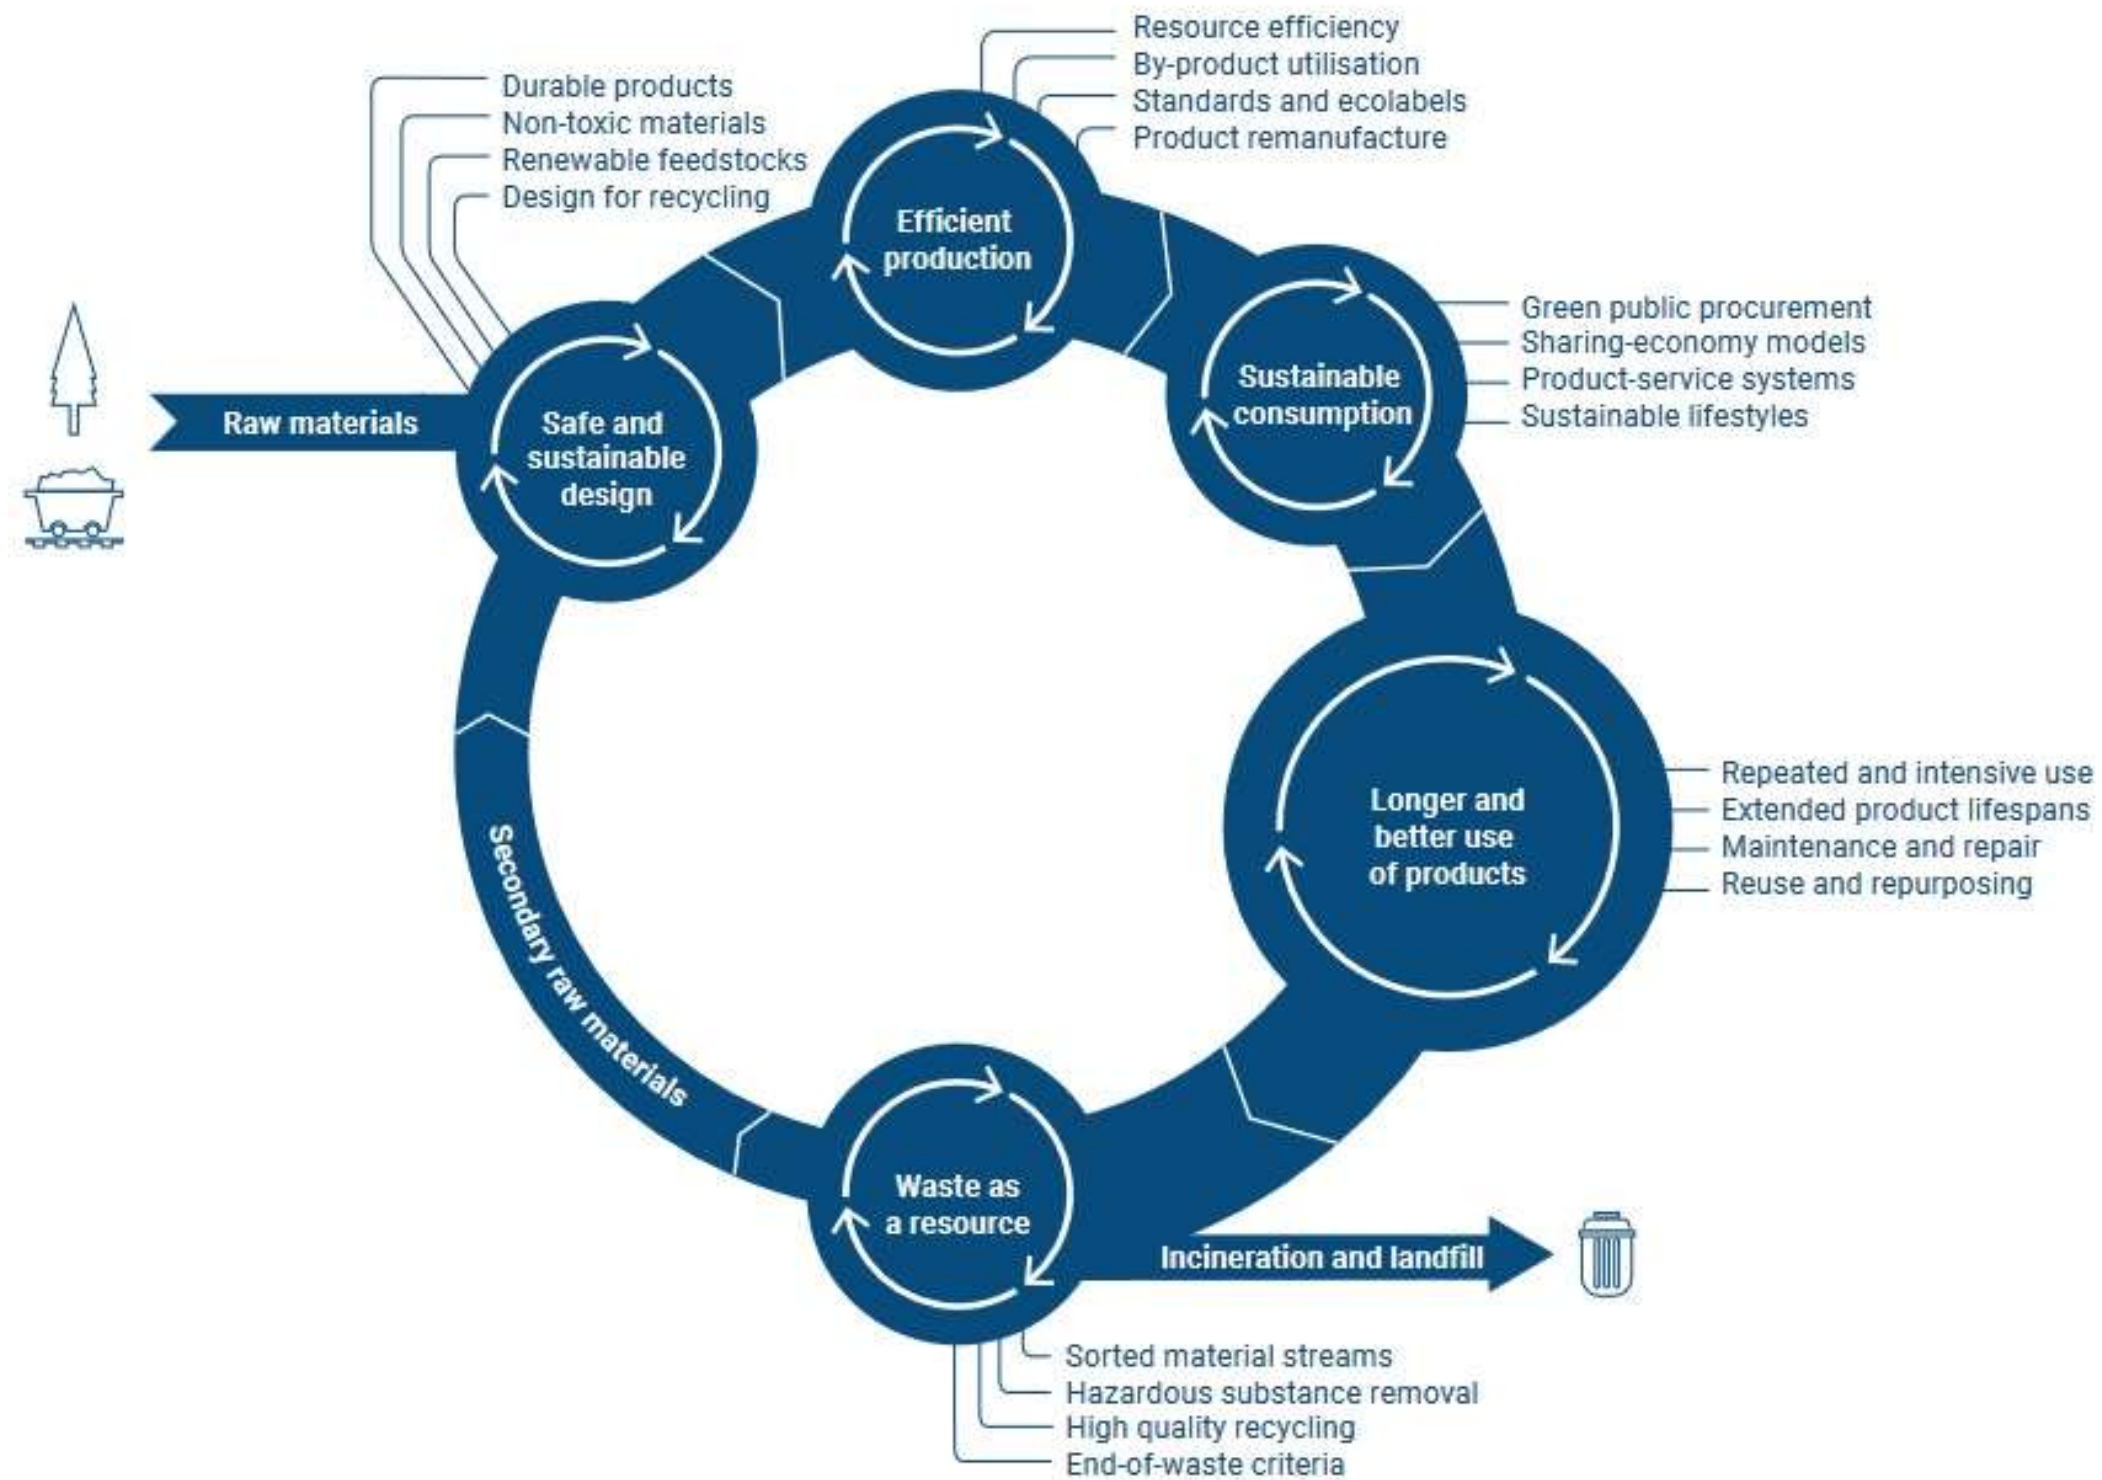 Resource efficiency
By-product utilisation
Standards and ecolabels
Product remanufacture
Durable products
Non-toxic materials
Renewable feedstocks
Design for recycling
Efficient
production
Green public procurement
Sharing-economy models
Product-service systems
Sustainable lifestyles
Sustainable
consumption
Raw materials
Safe and
sustainable
design
Repeated and intensive use
Extended product lifespans
Maintenance and repair
Reuse and repurposing
Longer and
better use
of products
Secondary raw materials
Waste as
a resource
Incineration and landfill
Sorted material streams
Hazardous substance removal
High quality recycling
End-of-waste criteria